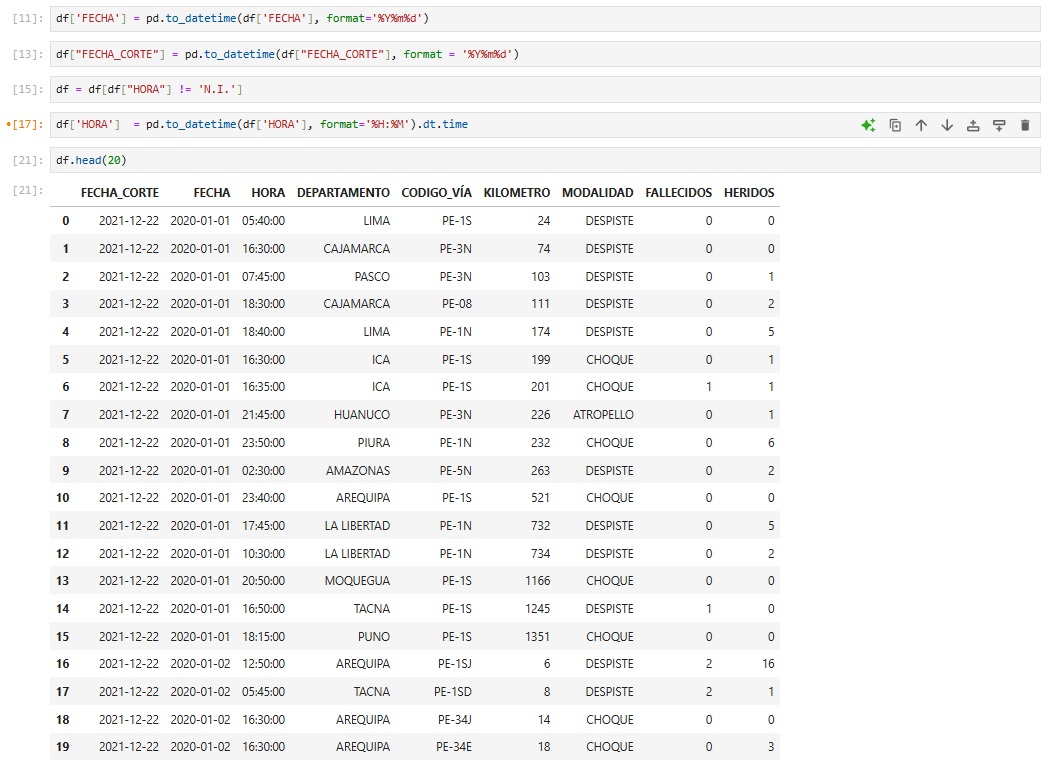 [11]: df['FECHA'] = pd.to_datetime(df['FECHA'], format='%Y%m%d')
[13]: df["FECHA_CORTE"] = pd.to_datetime(df["FECHA_CORTE"], format = '%Y%m%d')
[15]: df = df[df["HORA"] != 'N.I.']
•[17]: df['HORA']  = pd.to_datetime(df['HORA'], format='%H:%M').dt.time
[21]: df.head(20)
[21]: FECHA_CORTE FECHA HORA DEPARTAMENTO CODIGO_VÍA KILOMETRO MODALIDAD FALLECIDOS HERIDOS
0 2021-12-22 2020-01-01 05:40:00 LIMA PE-1S 24 DESPISTE 0 0
1 2021-12-22 2020-01-01 16:30:00 CAJAMARCA PE-3N 74 DESPISTE 0 0
2 2021-12-22 2020-01-01 07:45:00 PASCO PE-3N 103 DESPISTE 0 1
3 2021-12-22 2020-01-01 18:30:00 CAJAMARCA PE-08 111 DESPISTE 0 2
4 2021-12-22 2020-01-01 18:40:00 LIMA PE-1N 174 DESPISTE 0 5
5 2021-12-22 2020-01-01 16:30:00 ICA PE-1S 199 CHOQUE 0 1
6 2021-12-22 2020-01-01 16:35:00 ICA PE-1S 201 CHOQUE 1 1
7 2021-12-22 2020-01-01 21:45:00 HUANUCO PE-3N 226 ATROPELLO 0 1
8 2021-12-22 2020-01-01 23:50:00 PIURA PE-1N 232 CHOQUE 0 6
9 2021-12-22 2020-01-01 02:30:00 AMAZONAS PE-5N 263 DESPISTE 0 2
10 2021-12-22 2020-01-01 23:40:00 AREQUIPA PE-1S 521 CHOQUE 0 0
11 2021-12-22 2020-01-01 17:45:00 LA LIBERTAD PE-1N 732 DESPISTE 0 5
12 2021-12-22 2020-01-01 10:30:00 LA LIBERTAD PE-1N 734 DESPISTE 0 2
13 2021-12-22 2020-01-01 20:50:00 MOQUEGUA PE-1S 1166 CHOQUE 0 0
14 2021-12-22 2020-01-01 16:50:00 TACNA PE-1S 1245 DESPISTE 1 0
15 2021-12-22 2020-01-01 18:15:00 PUNO PE-1S 1351 CHOQUE 0 0
16 2021-12-22 2020-01-02 12:50:00 AREQUIPA PE-1SJ 6 DESPISTE 2 16
17 2021-12-22 2020-01-02 05:45:00 TACNA PE-1SD 8 DESPISTE 2 1
18 2021-12-22 2020-01-02 16:30:00 AREQUIPA PE-34J 14 CHOQUE 0 0
19 2021-12-22 2020-01-02 16:30:00 AREQUIPA PE-34E 18 CHOQUE 0 3